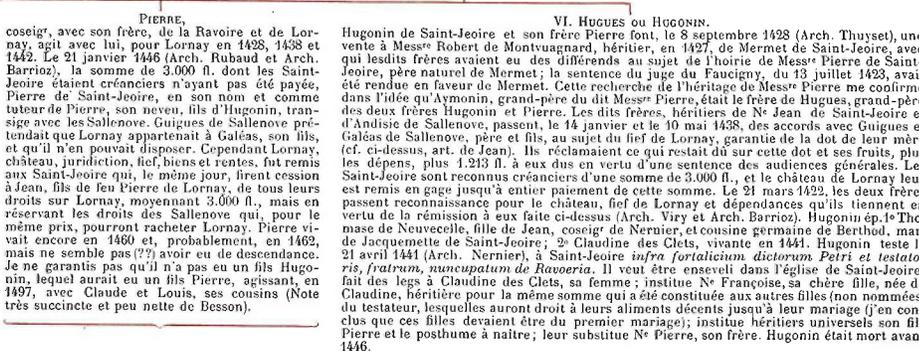 PIERRE,
coseigr, avec son frère, de la Ravoire et de Lor-
nay, agit avec lui, pour Lornay en 1428, 1438 et
1442. Le 21 janvier 1446 (Arch. Rubaud et Arch.
Barrioz), la somme de 3.000 fl. dont les Saint-
Jeoire étaient créanciers n'ayant pas été payée,
Pierre de Saint-Jeoire, en son nom et comme
tuteur de Pierre, son neveu, fils d'Hugonin, tran-
sige avec les Sallenove. Guigues de Sallenove pré-
tendait que Lornay appartenait à Galéas, son fils,
et qu'il n'en pouvait disposer. Cependant Lornay,
château, juridiction, fief, biens et rentes, fut remis
aux Saint-Jeoire qui, le même jour, firent cession
à Jean, fils de feu Pierre de Lornay, de tous leurs
droits sur Lornay, moyennant 3.000 fl., mais en
réservant les droits des Sallenove qui, pour le
même prix, pourront racheter Lornay. Pierre vi-
vait encore en 1460 et, probablement, en 1462,
mais ne semble pas (??) avoir eu de descendance.
Je ne garantis pas qu'il n'a pas eu un fils Hugo-
nin, lequel aurait eu un fils Pierre, agissant, en
1497, avec Claude et Louis, ses cousins (Note
très succincte et peu nette de Besson).
VI. HUGUES OU HUGONIN.
Hugonin de Saint-Jeoire et son frère Pierre font, le 8 septembre 1428 (Arch. Thuyset), une
vente à Messre Robert de Montvuagnard, héritier, en 1427, de Mermet de Saint-Jeoire, avec
qui lesdits frères avaient eu des différends au sujet de l'hoirie de Messre Pierre de Saint-
Jeoire, père naturel de Mermet; la sentence du juge du Faucigny, du 13 juillet 1423, avai
été rendue en faveur de Mermet. Cette recherche de l'héritage de Messre Pierre me confirme
dans l'idée qu'Aymonin, grand-père du dit Messre Pierre, était le frère de Hugues, grand-père
des deux frères Hugonin et Pierre. Les dits frères, héritiers de Ne Jean de Saint-Jeoire e
d'Andisie de Sallenove, passent, le 14 janvier et le 10 mai 1438, des accords avec Guigues e
Galéas de Sallenove, père et fils, au sujet du fief de Lornay, garantie de la dot de leur mèr
(cf. ci-dessus, art. de Jean). Ils réclamaient ce qui restait dû sur cette dot et ses fruits, plu
les dépens, plus 1.213 fl. à eux dus en vertu d'une sentence des audiences générales. Le
Saint-Jeoire sont reconnus créanciers d'une somme de 3.000 fl., et le château de Lornay leu
est remis en gage jusqu'à entier paiement de cette somme. Le 21 mars 1422, les deux frère
passent reconnaissance pour le château, fief de Lornay et dépendances qu'ils tiennent e
vertu de la rémission à eux faite ci-dessus (Arch. Viry et Arch. Barrioz). Hugonin ép. 1º Tho
mase de Neuvecelle, fille de Jean, coseigr de Nernier, et cousine germaine de Berthod, mar
de Jacquemette de Saint-Jeoire; 2º Claudine des Clets, vivante en 1441. Hugonin teste l
21 avril 1441 (Arch. Nernier), à Saint-Jeoire infra fortalicium dictorum Petri et testato
ris, fratrum, nuncupatum de Ravoeria. Il veut être enseveli dans l'église de Saint-Jeoire
fait des legs à Claudine des Clets, sa femme; institue Ne Françoise, sa chère fille, née d
Claudine, héritière pour la même somme qui a été constituée aux autres filles (non nommées
du testateur, lesquelles auront droit à leurs aliments décents jusqu'à leur mariage (j'en con
clus que ces filles devaient être du premier mariage); institue héritiers universels son fil
Pierre et le posthume à naître; leur substitue Ne Pierre, son frère. Hugonin était mort avan
1446.